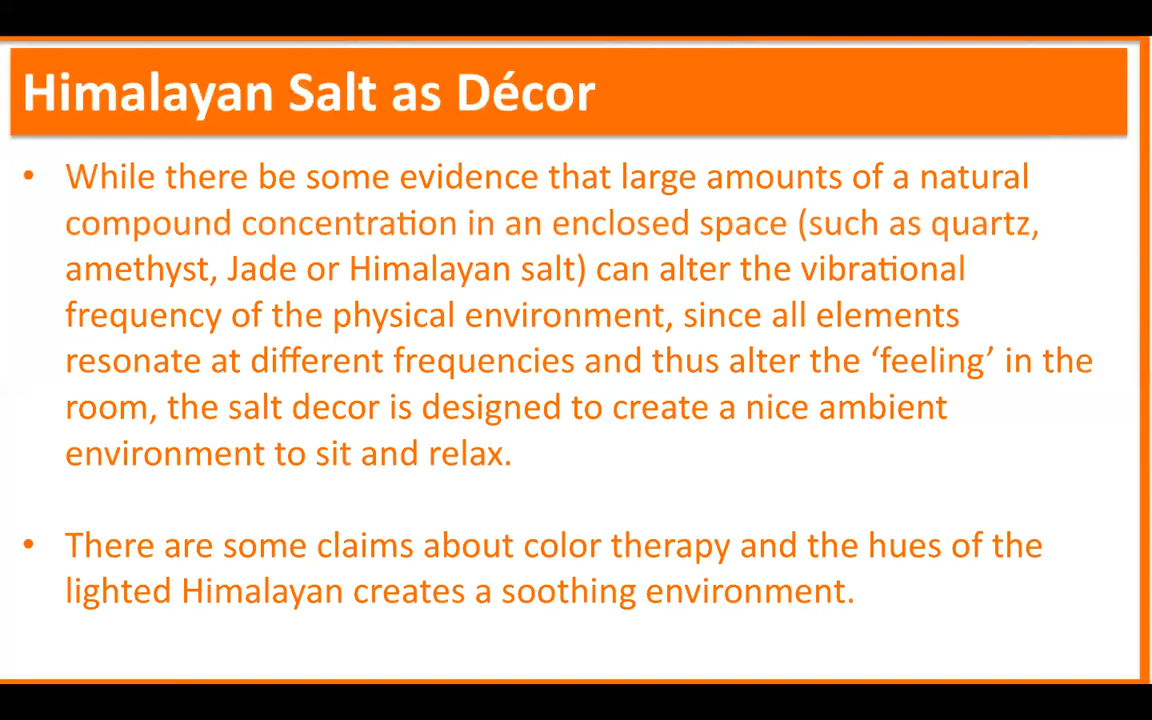 Himalayan Salt as Décor
• While there be some evidence that large amounts of a natural
compound concentration in an enclosed space (such as quartz,
amethyst, Jade or Himalayan salt) can alter the vibrational
frequency of the physical environment, since all elements
resonate at different frequencies and thus alter the ‘feeling’ in the
room, the salt decor is designed to create a nice ambient
environment to sit and relax.
• There are some claims about color therapy and the hues of the
lighted Himalayan creates a soothing environment.